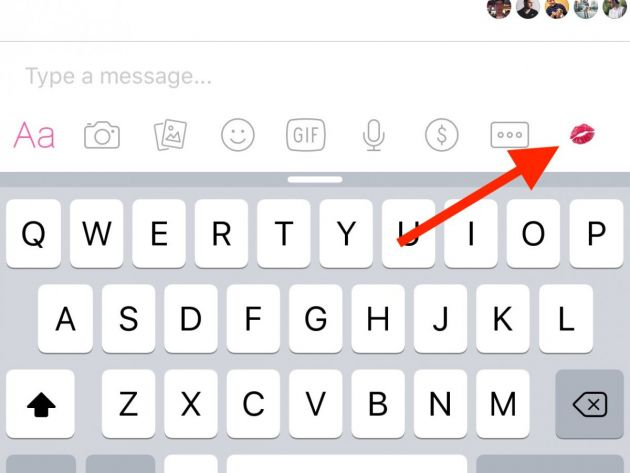 Type a message...
Aa GIF $
Q W E R T Y U I O P
A S D F G H J K L
Z X C V B N M